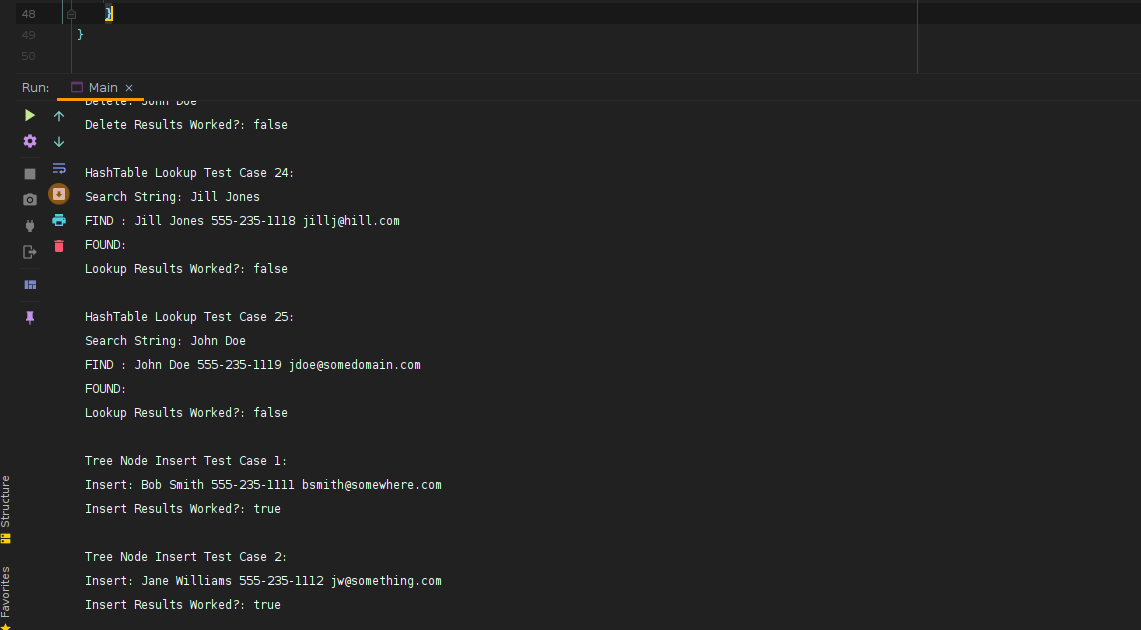 48 }
49 }
50
Run: Main ×
Delete: John Doe
Delete Results Worked?: false
HashTable Lookup Test Case 24:
Search String: Jill Jones
FIND : Jill Jones 555-235-1118 jillj@hill.com
FOUND:
Lookup Results Worked?: false
HashTable Lookup Test Case 25:
Search String: John Doe
FIND : John Doe 555-235-1119 jdoe@somedomain.com
FOUND:
Lookup Results Worked?: false
Tree Node Insert Test Case 1:
Insert: Bob Smith 555-235-1111 bsmith@somewhere.com
Insert Results Worked?: true
Tree Node Insert Test Case 2:
Insert: Jane Williams 555-235-1112 jw@something.com
Insert Results Worked?: true
Structure
Favorites